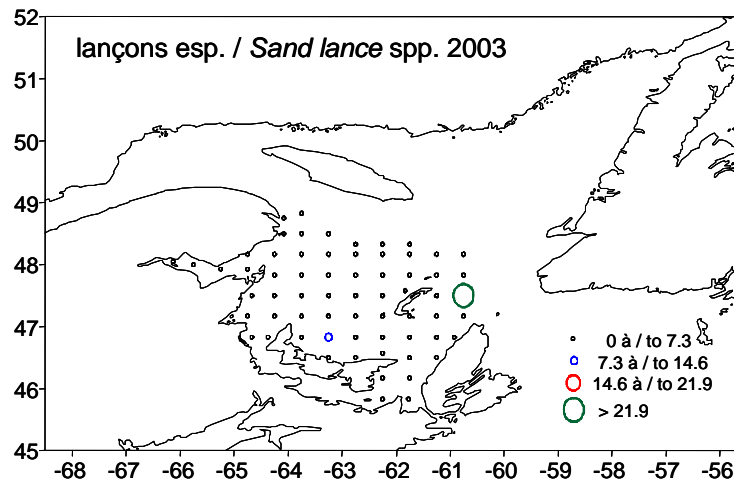 52
lançons esp. / Sand lance spp. 2003
51
50
49
48
47
46
45
0 à / to 7.3
7.3 à / to 14.6
14.6 à / to 21.9
> 21.9
-68 -67 -66 -65 -64 -63 -62 -61 -60 -59 -58 -57 -56